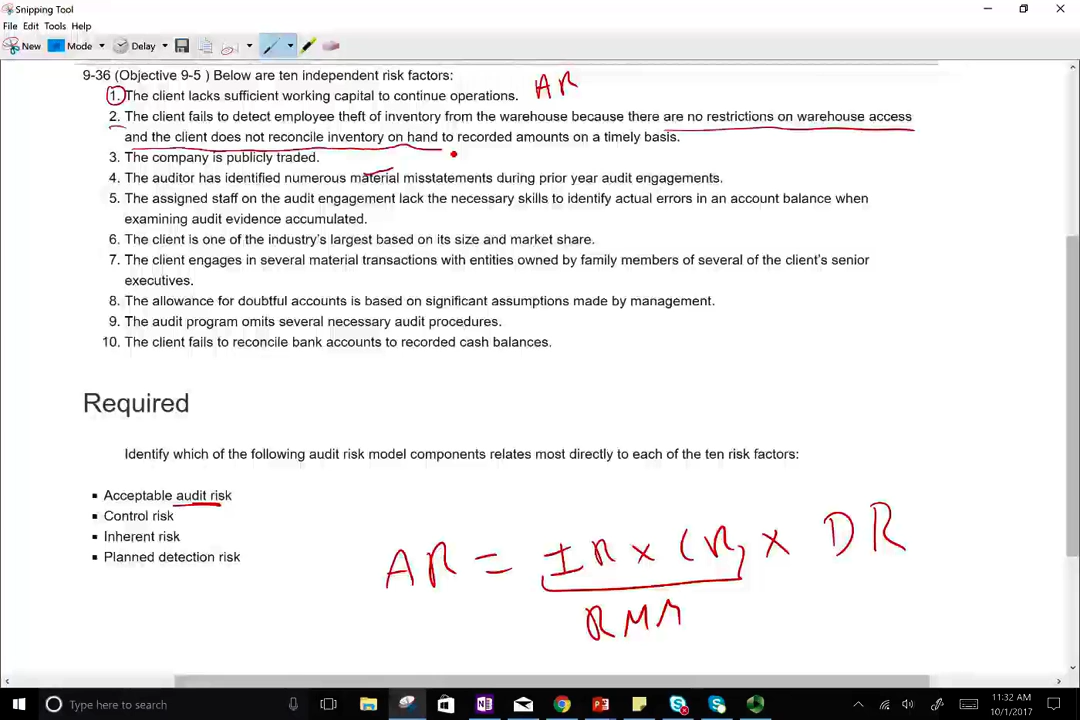 Snipping Tool
File Edit Tools Help
New Mode Delay
9-36 (Objective 9-5 ) Below are ten independent risk factors:
1. The client lacks sufficient working capital to continue operations. AR
2. The client fails to detect employee theft of inventory from the warehouse because there are no restrictions on warehouse access
and the client does not reconcile inventory on hand to recorded amounts on a timely basis.
3. The company is publicly traded.
4. The auditor has identified numerous material misstatements during prior year audit engagements.
5. The assigned staff on the audit engagement lack the necessary skills to identify actual errors in an account balance when
examining audit evidence accumulated.
6. The client is one of the industry's largest based on its size and market share.
7. The client engages in several material transactions with entities owned by family members of several of the client's senior
executives.
8. The allowance for doubtful accounts is based on significant assumptions made by management.
9. The audit program omits several necessary audit procedures.
10. The client fails to reconcile bank accounts to recorded cash balances.
Required
Identify which of the following audit risk model components relates most directly to each of the ten risk factors:
▪ Acceptable audit risk
▪ Control risk
▪ Inherent risk
▪ Planned detection risk
AR = IR x CR x DR
RMM
Type here to search
11:32 AM
10/1/2017